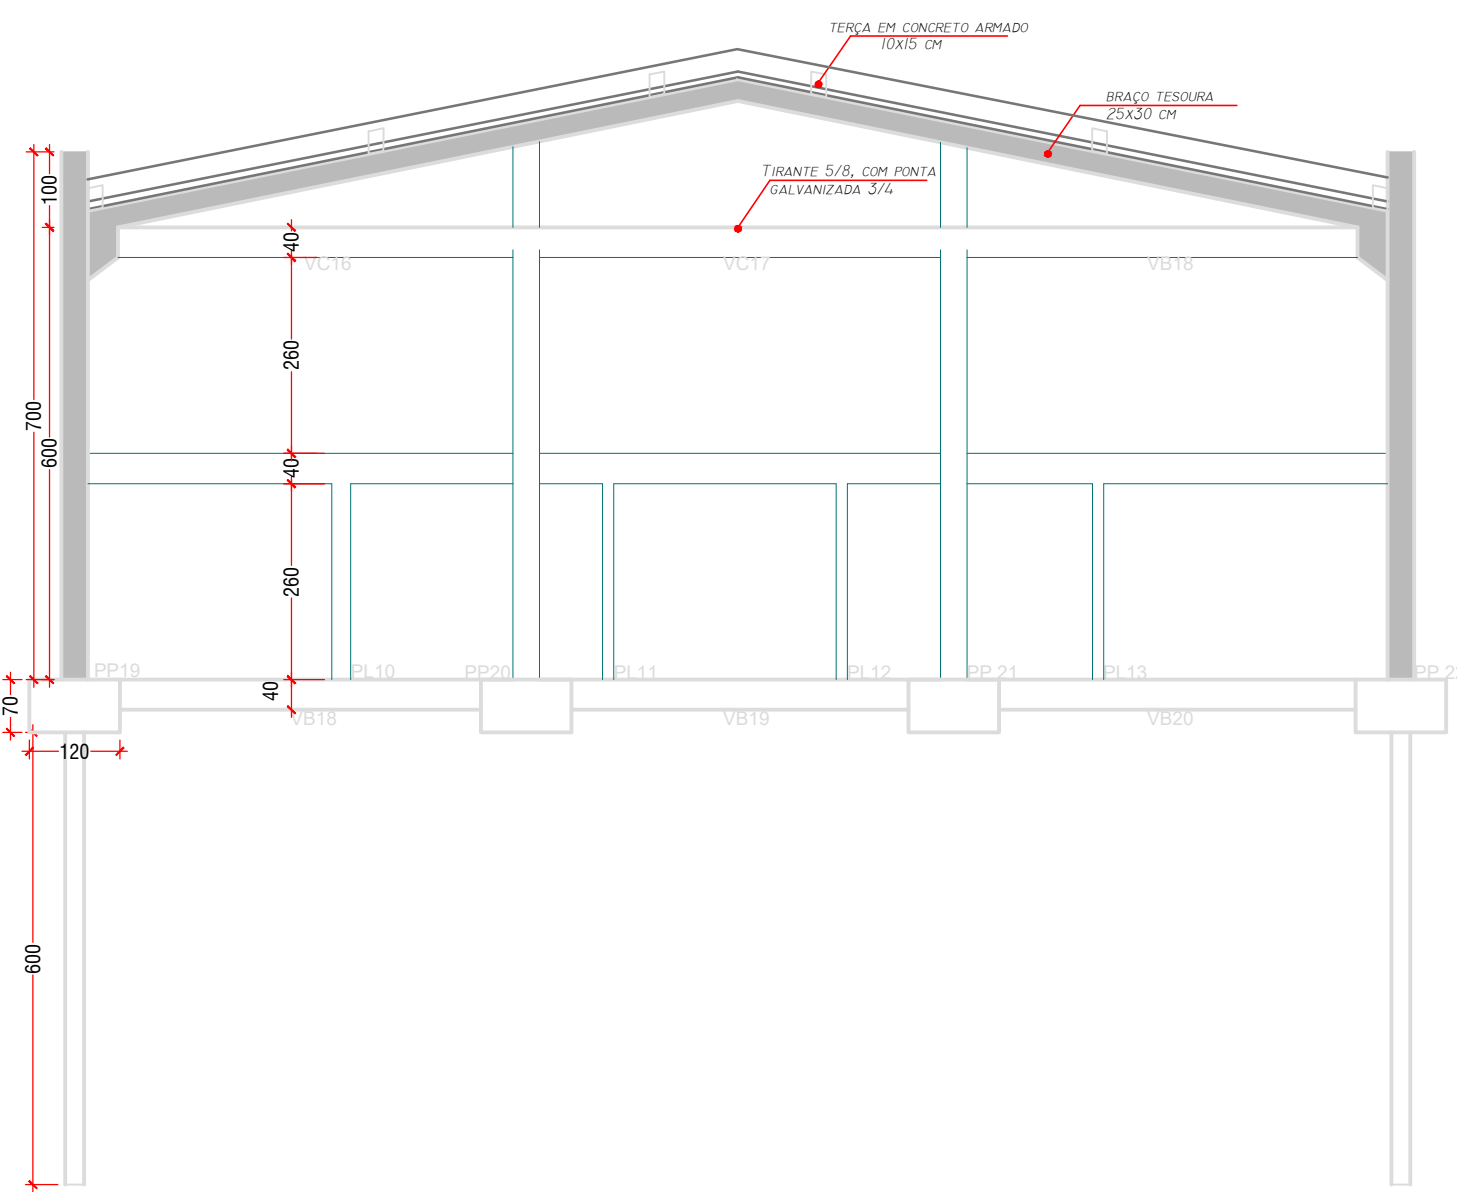 TERÇA EM CONCRETO ARMADO
10X15 CM
BRAÇO TESOURA
25X30 CM
TIRANTE 5/8, COM PONTA
GALVANIZADA 3/4
100
40
VC16
VC17
VB18
260
700
600
40
260
PP19
PL10
PP20
PL11
PL12
PP 21
PL13
70
40
VB18
VB19
VB20
120
600